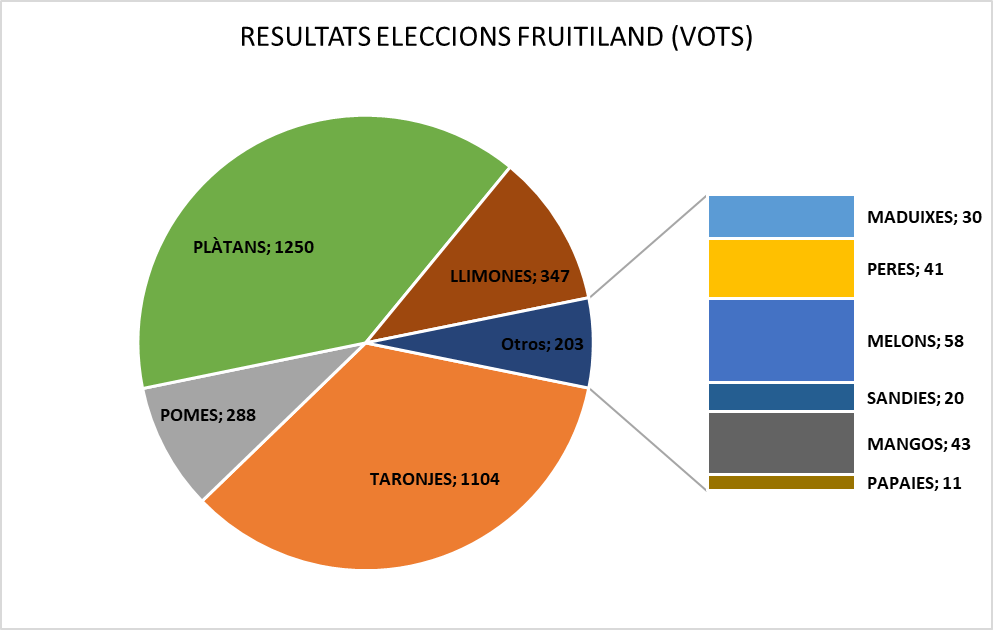 RESULTATS ELECCIONS FRUITILAND (VOTS)
PLÀTANS; 1250
LLIMONES; 347
Otros; 203
POMES; 288
TARONJES; 1104
MADUIXES; 30
PERES; 41
MELONS; 58
SANDIES; 20
MANGOS; 43
PAPAIES; 11